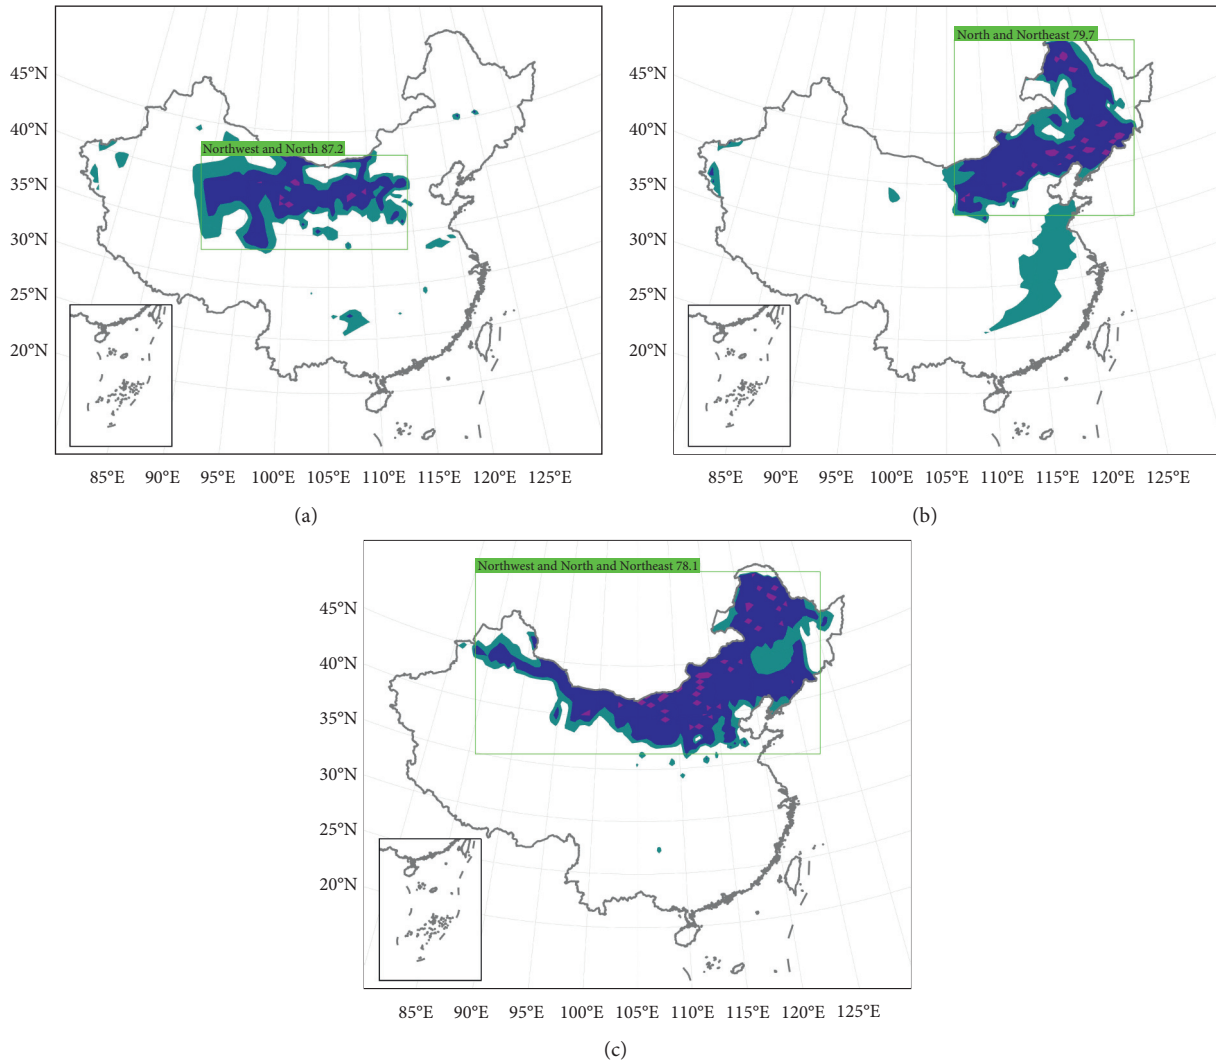 Northwest and North 87.2
45°N
40°N
35°N
30°N
25°N
20°N
85°E 90°E 95°E 100°E 105°E 110°E 115°E 120°E 125°E
(a)
North and Northeast 79.7
45°N
40°N
35°N
30°N
25°N
20°N
85°E 90°E 95°E 100°E 105°E 110°E 115°E 120°E 125°E
(b)
Northwest and North and Northeast 78.1
45°N
40°N
35°N
30°N
25°N
20°N
85°E 90°E 95°E 100°E 105°E 110°E 115°E 120°E 125°E
(c)